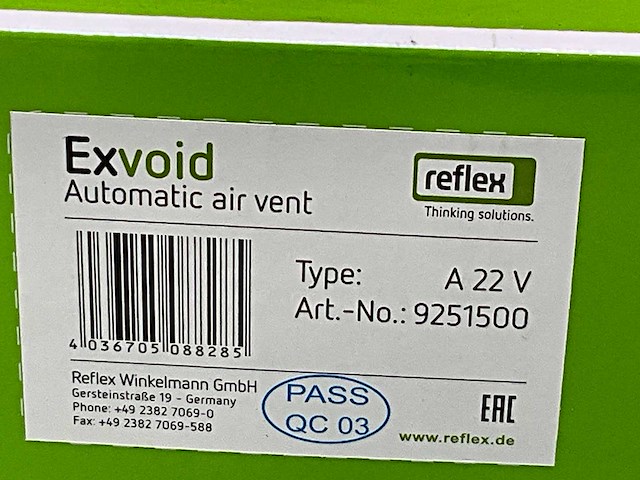 Exvoid
Automatic air vent
reflex
Thinking solutions.
Type: A 22 V
Art.-No.: 9251500
4 036705 088285
Reflex Winkelmann GmbH
Gersteinstraße 19 - Germany
Phone: +49 2382 7069-0
Fax: +49 2382 7069-588
PASS
QC 03
EAC
www.reflex.de